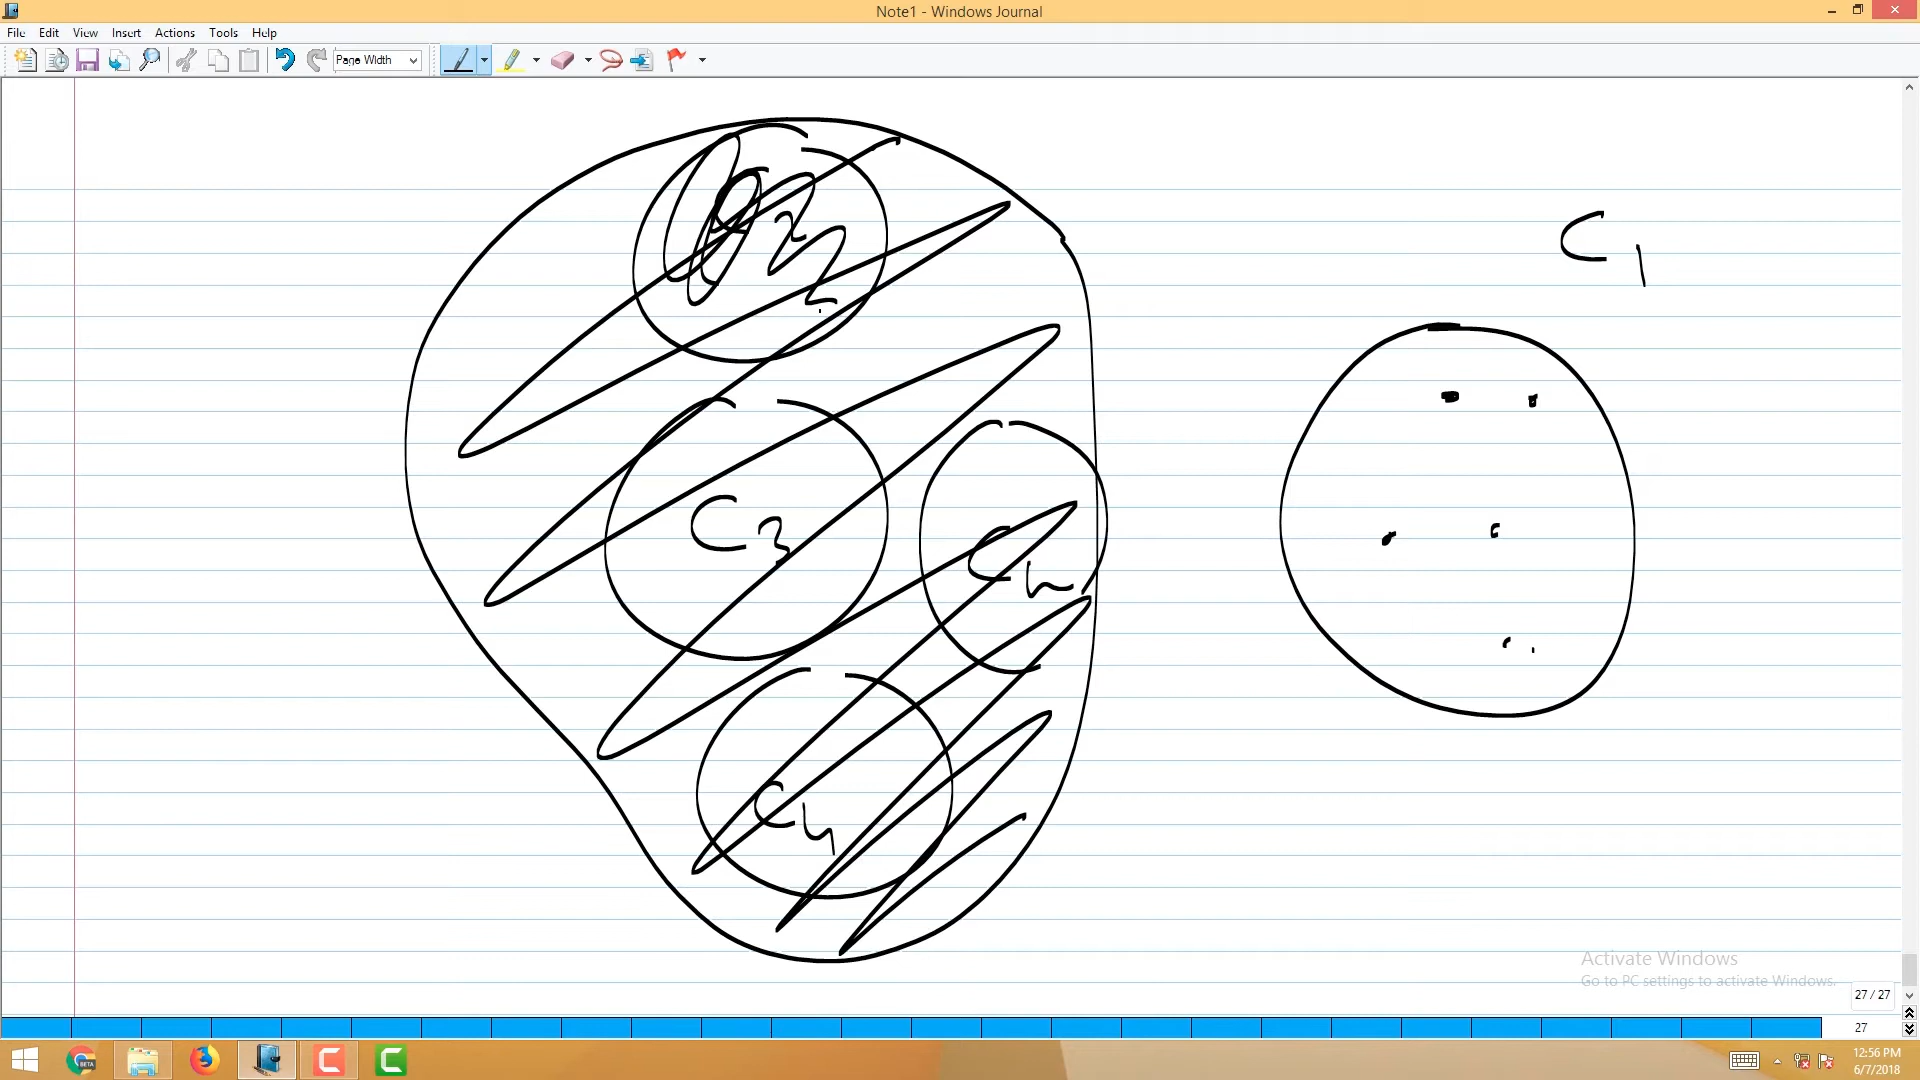 Note1 - Windows Journal
File Edit View Insert Actions Tools Help
Page Width
C1
C3
C4
Activate Windows
Go to PC settings to activate Windows.
27 / 27
27
12:56 PM
6/7/2018
BETA